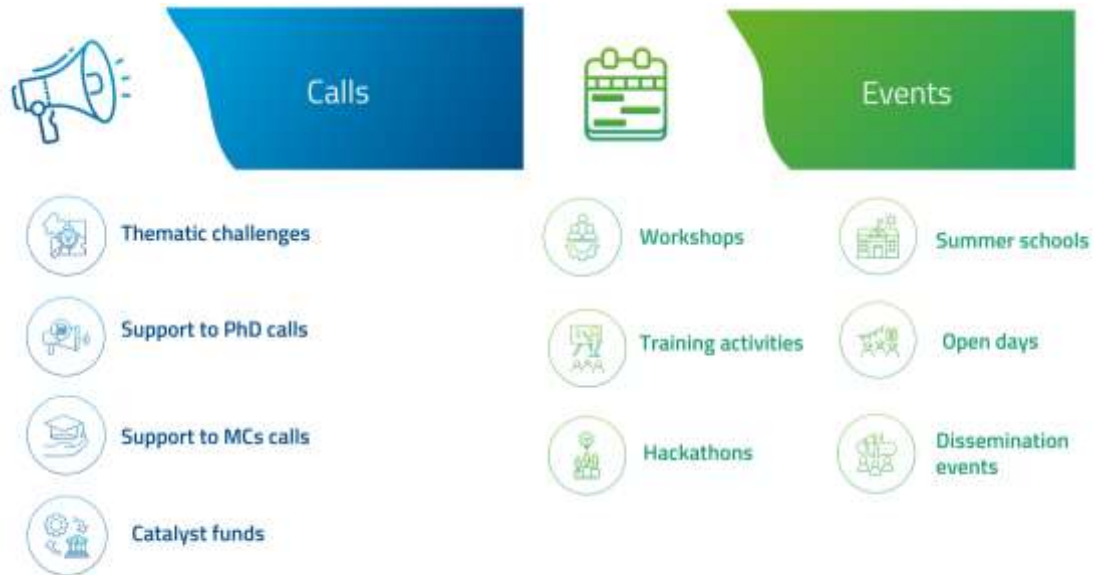 Calls
Thematic challenges
Support to PhD calls
Support to MCs calls
Catalyst funds
Events
Workshops
Training activities
Hackathons
Summer schools
Open days
Dissemination
events